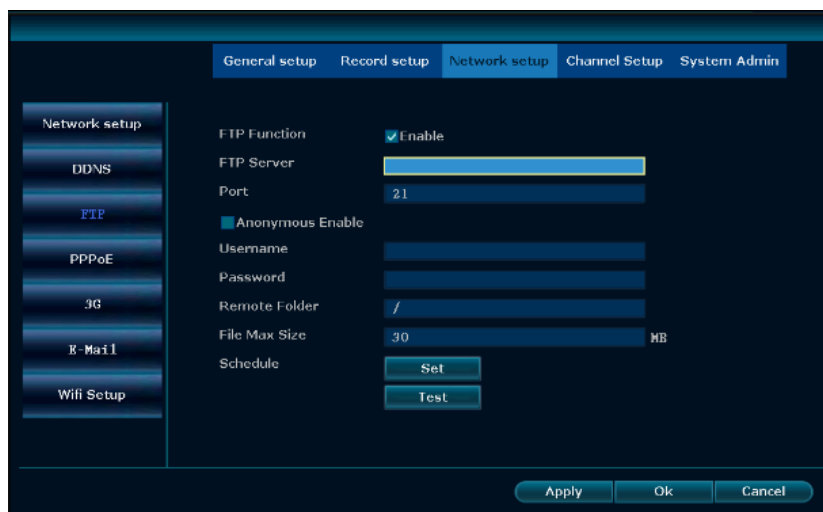 General setup Record setup Network setup Channel Setup System Admin
Network setup
DDNS
FTP
PPPoE
3G
E-Mail
Wifi Setup
FTP Function Enable
FTP Server
Port 21
Anonymous Enable
Username
Password
Remote Folder /
File Max Size 30 MB
Schedule Set
Test
Apply Ok Cancel